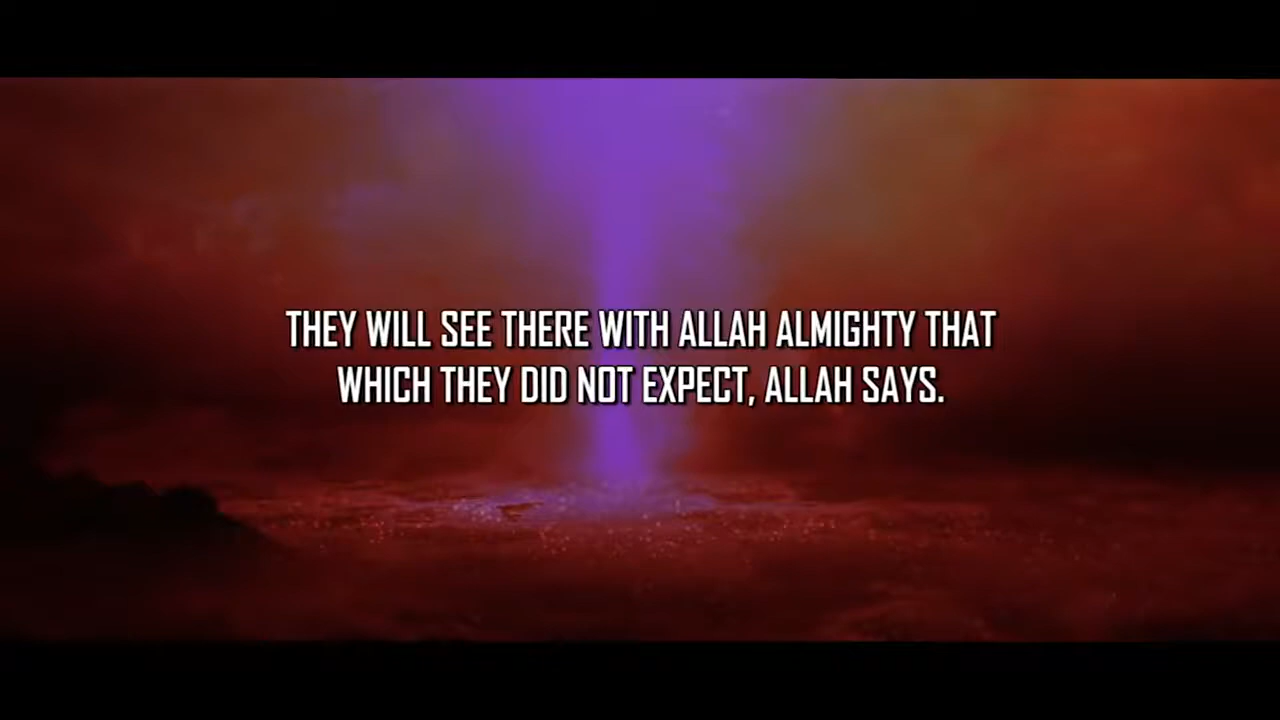 THEY WILL SEE THERE WITH ALLAH ALMIGHTY THAT
WHICH THEY DID NOT EXPECT, ALLAH SAYS.